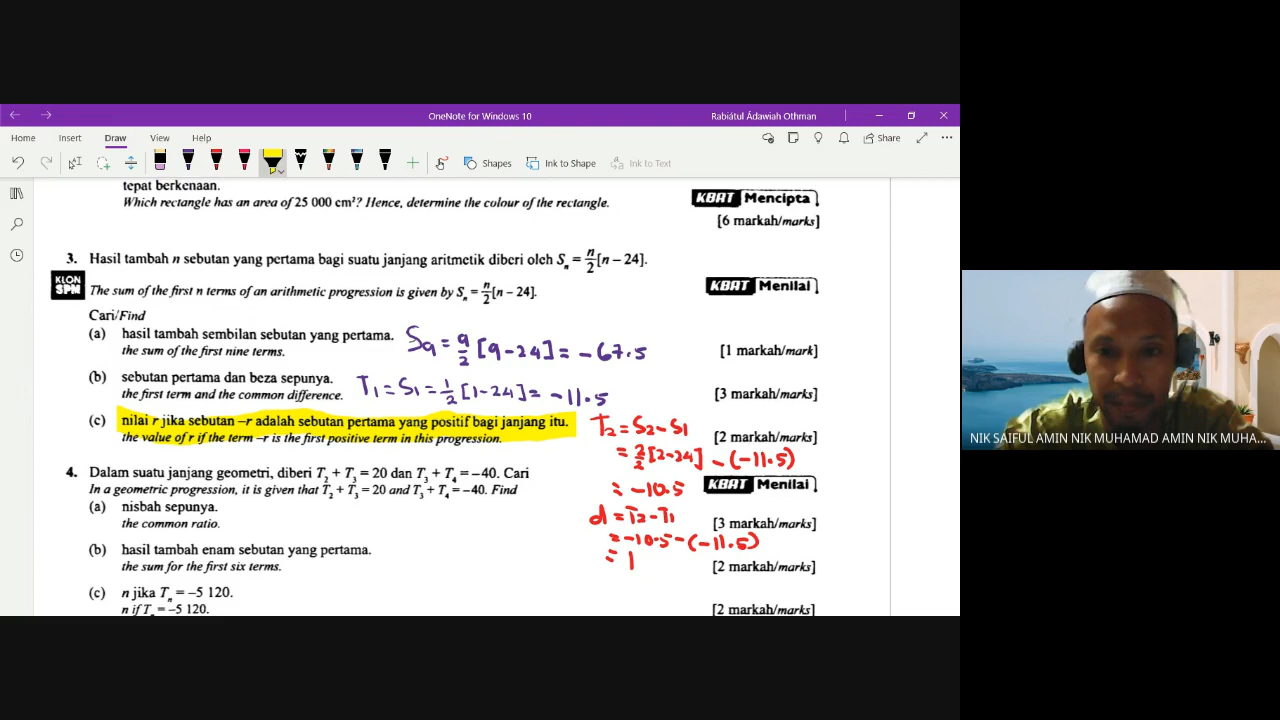 OneNote for Windows 10
Rabiátul Ádawiah Othman
Home Insert Draw View Help
Share
Shapes Ink to Shape Ink to Text
tepat berkenaan.
Which rectangle has an area of 25 000 cm²? Hence, determine the colour of the rectangle.
KBAT Mencipta
[6 markah/marks]
3. Hasil tambah n sebutan yang pertama bagi suatu janjang aritmetik diberi oleh Sₙ = n/2[n – 24].
KLON SPM
The sum of the first n terms of an arithmetic progression is given by Sₙ = n/2[n – 24].
KBAT Menilai
Cari/Find
(a) hasil tambah sembilan sebutan yang pertama.
the sum of the first nine terms.
S₉ = 9/2 [9-24] = -67.5
[1 markah/mark]
(b) sebutan pertama dan beza sepunya.
the first term and the common difference.
T₁ = S₁ = 1/2 [1-24] = -11.5
[3 markah/marks]
(c) nilai r jika sebutan –r adalah sebutan pertama yang positif bagi janjang itu.
the value of r if the term –r is the first positive term in this progression.
[2 markah/marks]
T₂ = S₂ - S₁
= 2/2 [2-24] - (-11.5)
= -10.5
d = T₂ - T₁
= -10.5 - (-11.5)
= 1
4. Dalam suatu janjang geometri, diberi T₂ + T₃ = 20 dan T₃ + T₄ = –40. Cari
In a geometric progression, it is given that T₂ + T₃ = 20 and T₃ + T₄ = –40. Find
KBAT Menilai
(a) nisbah sepunya.
the common ratio.
[3 markah/marks]
(b) hasil tambah enam sebutan yang pertama.
the sum for the first six terms.
[2 markah/marks]
(c) n jika Tₙ = –5 120.
n if Tₙ = –5 120.
[2 markah/marks]
NIK SAIFUL AMIN NIK MUHAMAD AMIN NIK MUHA...